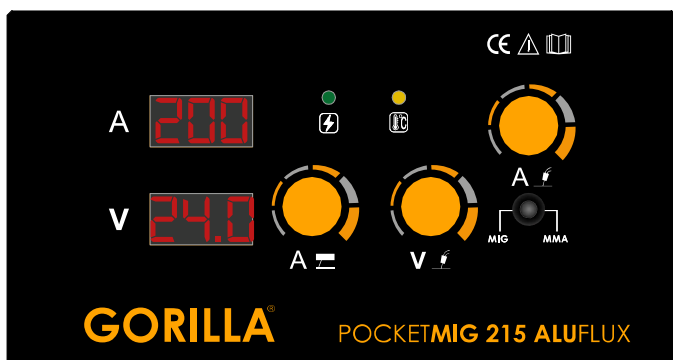 CE
A 200
°C
A
V 24.0
MIG MMA
A
V
GORILLA®
POCKETMIG 215 ALUFLUX